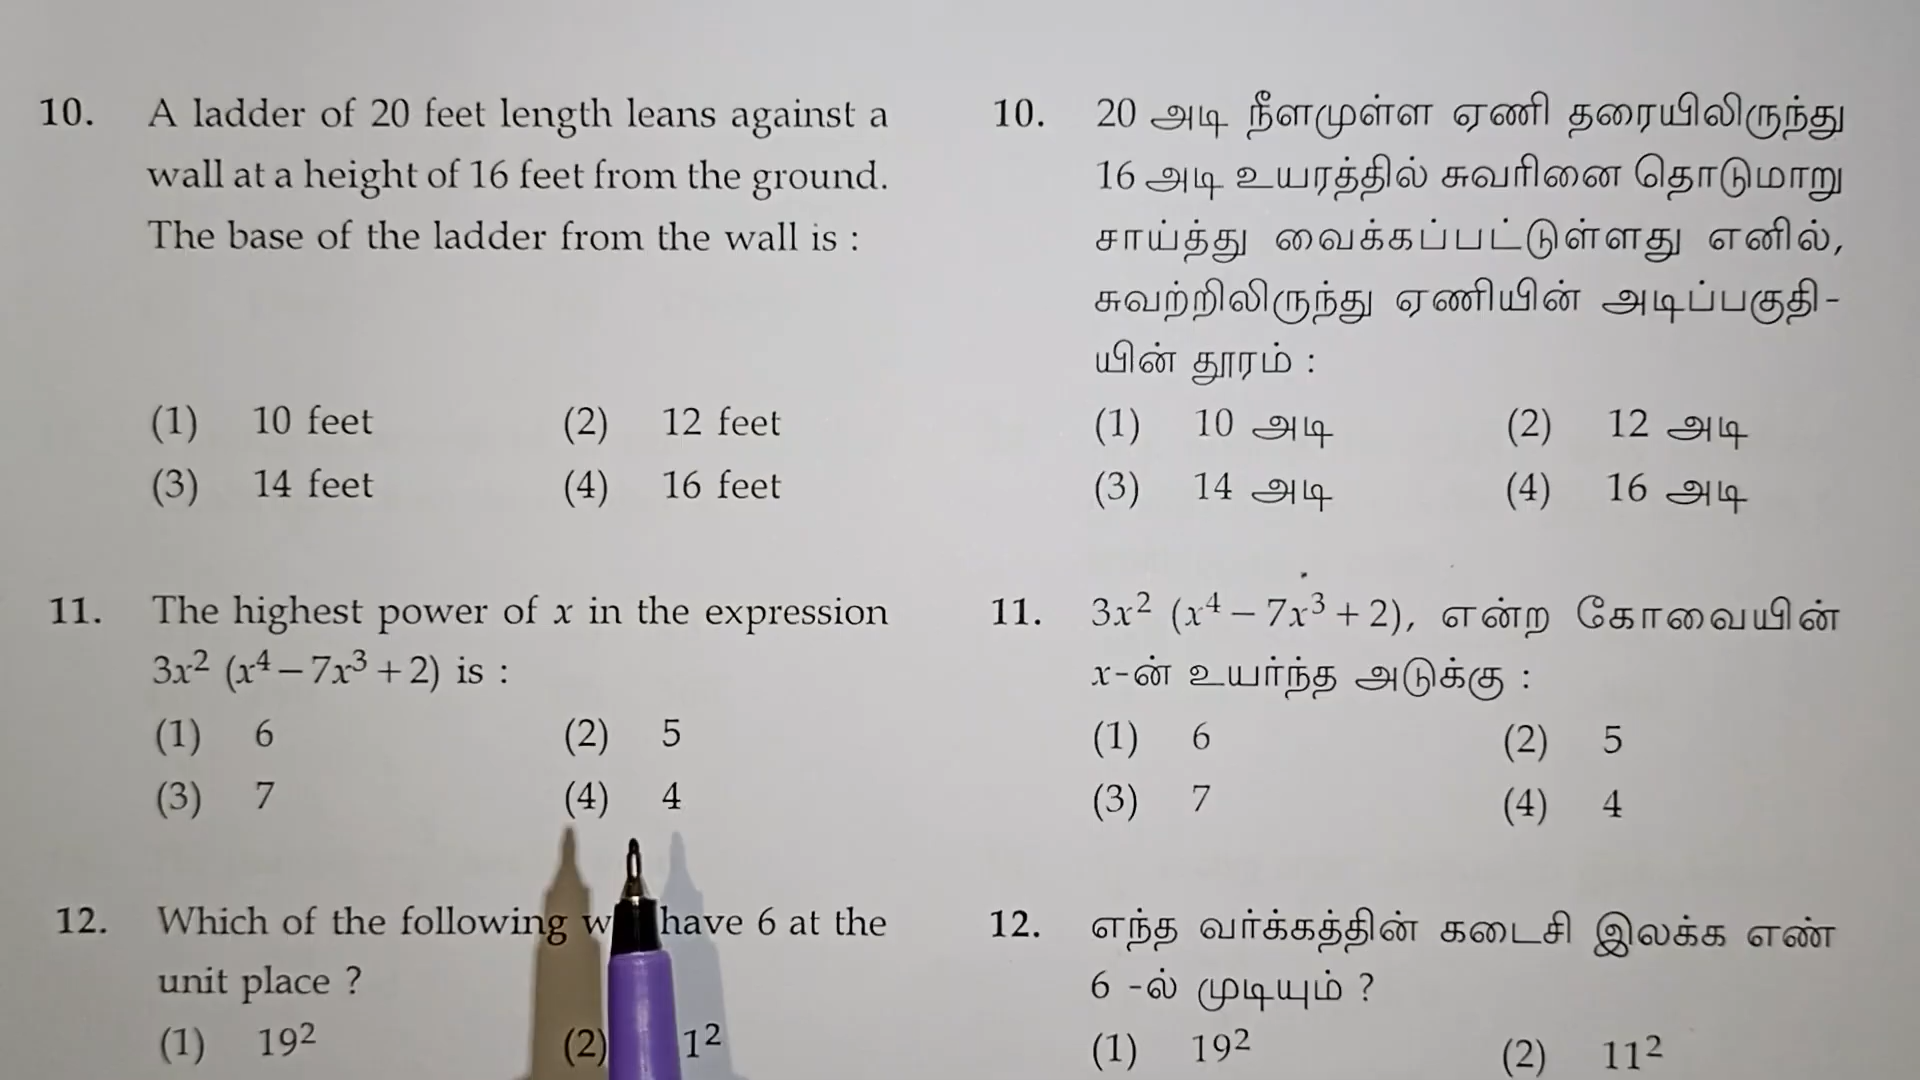 10. A ladder of 20 feet length leans against a
wall at a height of 16 feet from the ground.
The base of the ladder from the wall is :
(1) 10 feet (2) 12 feet
(3) 14 feet (4) 16 feet
11. The highest power of x in the expression
3x² (x⁴ – 7x³ + 2) is :
(1) 6 (2) 5
(3) 7 (4) 4
12. Which of the following have 6 at the
unit place ?
(1) 19² (2) 1²
10. 20 அடி நீளமுள்ள ஏணி தரையிலிருந்து
16 அடி உயரத்தில் சுவரினை தொடுமாறு
சாய்த்து வைக்கப்பட்டுள்ளது எனில்,
சுவற்றிலிருந்து ஏணியின் அடிப்பகுதி-
யின் தூரம் :
(1) 10 அடி (2) 12 அடி
(3) 14 அடி (4) 16 அடி
11. 3x² (x⁴ – 7x³ + 2), என்ற கோவையின்
x-ன் உயர்ந்த அடுக்கு :
(1) 6 (2) 5
(3) 7 (4) 4
12. எந்த வர்க்கத்தின் கடைசி இலக்க எண்
6 -ல் முடியும் ?
(1) 19² (2) 11²